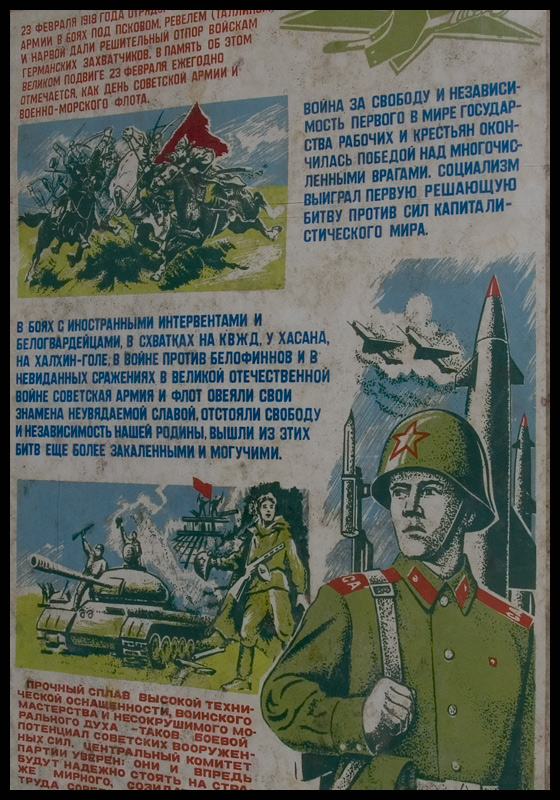 23 ФЕВРАЛЯ 1918 ГОДА
АРМИИ В БОЯХ ПОД ПСКОВОМ, РЕВЕЛЕМ (ТАЛЛИНОМ)
И НАРВОЙ ДАЛИ РЕШИТЕЛЬНЫЙ ОТПОР ВОЙСКАМ
ГЕРМАНСКИХ ЗАХВАТЧИКОВ. В ПАМЯТЬ ОБ ЭТОМ
ВЕЛИКОМ ПОДВИГЕ 23 ФЕВРАЛЯ ЕЖЕГОДНО
ОТМЕЧАЕТСЯ, КАК ДЕНЬ СОВЕТСКОЙ АРМИИ И
ВОЕННО-МОРСКОГО ФЛОТА.
ВОЙНА ЗА СВОБОДУ И НЕЗАВИСИ-
МОСТЬ ПЕРВОГО В МИРЕ ГОСУДАР-
СТВА РАБОЧИХ И КРЕСТЬЯН ОКОН-
ЧИЛАСЬ ПОБЕДОЙ НАД МНОГОЧИС-
ЛЕННЫМИ ВРАГАМИ. СОЦИАЛИЗМ
ВЫИГРАЛ ПЕРВУЮ РЕШАЮЩУЮ
БИТВУ ПРОТИВ СИЛ КАПИТАЛИ-
СТИЧЕСКОГО МИРА.
В БОЯХ С ИНОСТРАННЫМИ ИНТЕРВЕНТАМИ И
БЕЛОГВАРДЕЙЦАМИ, В СХВАТКАХ НА КВЖД, У ХАСАНА,
НА ХАЛХИН-ГОЛЕ, В ВОЙНЕ ПРОТИВ БЕЛОФИННОВ И В
НЕВИДАННЫХ СРАЖЕНИЯХ В ВЕЛИКОЙ ОТЕЧЕСТВЕННОЙ
ВОЙНЕ СОВЕТСКАЯ АРМИЯ И ФЛОТ ОВЕЯЛИ СВОИ
ЗНАМЕНА НЕУВЯДАЕМОЙ СЛАВОЙ, ОТСТОЯЛИ СВОБОДУ
И НЕЗАВИСИМОСТЬ НАШЕЙ РОДИНЫ, ВЫШЛИ ИЗ ЭТИХ
БИТВ ЕЩЕ БОЛЕЕ ЗАКАЛЕННЫМИ И МОГУЧИМИ.
СА
ПРОЧНЫЙ СПЛАВ ВЫСОКОЙ ТЕХНИ-
ЧЕСКОЙ ОСНАЩЕННОСТИ, ВОИНСКОГО
МАСТЕРСТВА И НЕСОКРУШИМОГО МО-
РАЛЬНОГО ДУХА - ТАКОВ БОЕВОЙ
ПОТЕНЦИАЛ СОВЕТСКИХ ВООРУЖЕН-
НЫХ СИЛ. ЦЕНТРАЛЬНЫЙ КОМИТЕТ
ПАРТИИ УВЕРЕН: ОНИ И ВПРЕДЬ
БУДУТ НАДЕЖНО СТОЯТЬ НА СТРА-
ЖЕ МИРНОГО,
ТРУДА